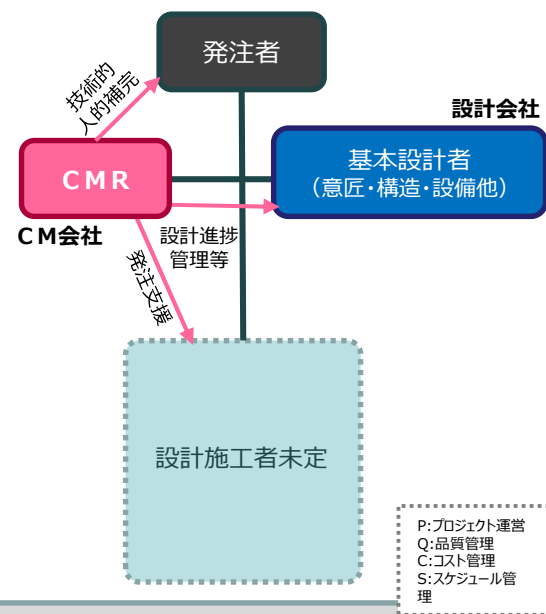 発注者
技術的
人的補完
設計会社
CMR
基本設計者
（意匠・構造・設備他）
CM会社
設計進捗
管理等
発注支援
設計施工者未定
P:プロジェクト運営
Q:品質管理
C:コスト管理
S:スケジュール管
理